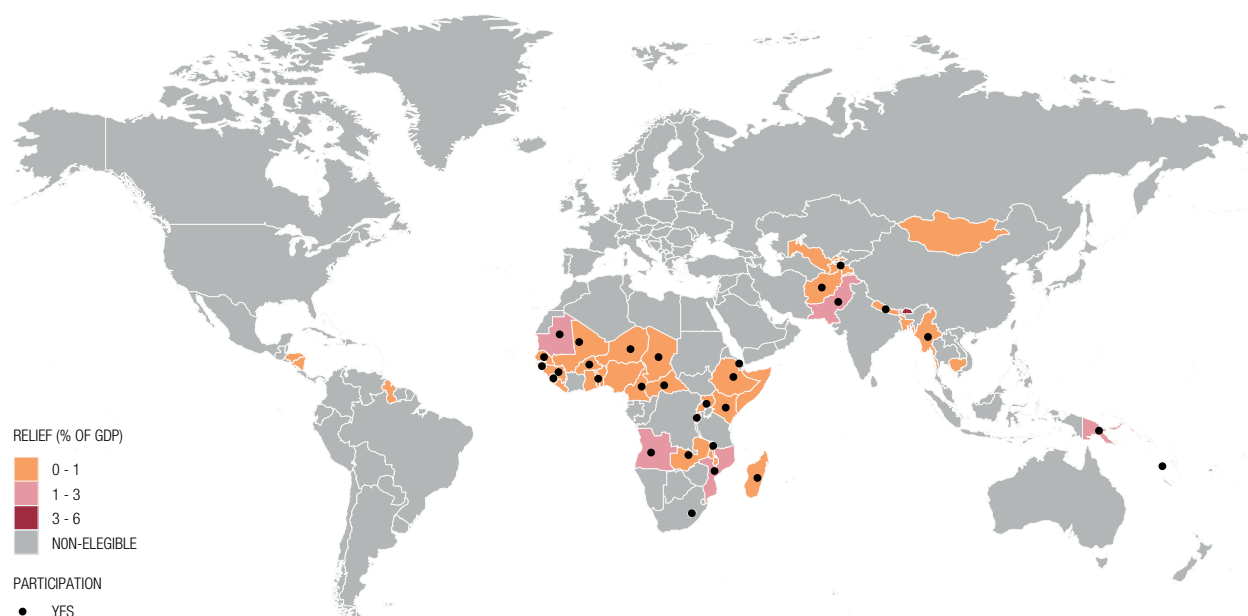 RELIEF (% OF GDP)
0 - 1
1 - 3
3 - 6
NON-ELEGIBLE
PARTICIPATION
YES